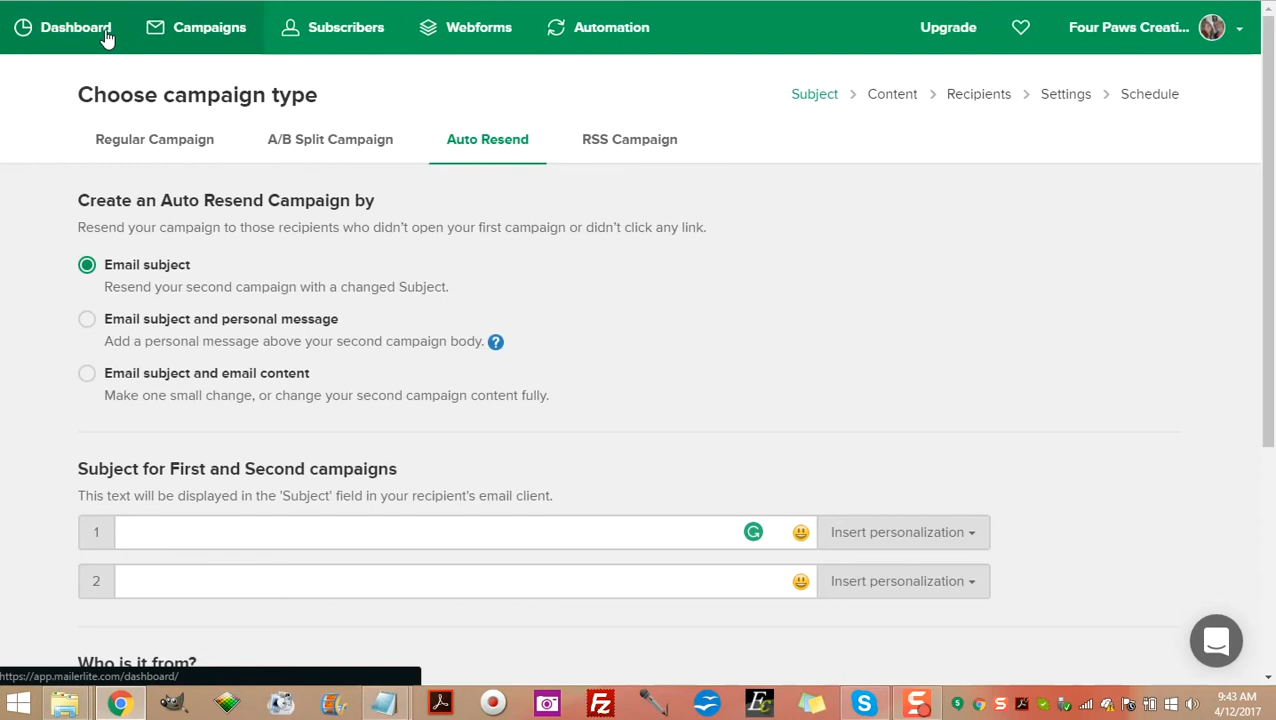 Dashboard Campaigns Subscribers Webforms Automation Upgrade Four Paws Creati...
Choose campaign type
Subject > Content > Recipients > Settings > Schedule
Regular Campaign A/B Split Campaign Auto Resend RSS Campaign
Create an Auto Resend Campaign by
Resend your campaign to those recipients who didn't open your first campaign or didn't click any link.
Email subject
Resend your second campaign with a changed Subject.
Email subject and personal message
Add a personal message above your second campaign body. ?
Email subject and email content
Make one small change, or change your second campaign content fully.
Subject for First and Second campaigns
This text will be displayed in the 'Subject' field in your recipient's email client.
1 Insert personalization
2 Insert personalization
Who is it from?
https://app.mailerlite.com/dashboard/
9:43 AM
4/12/2017